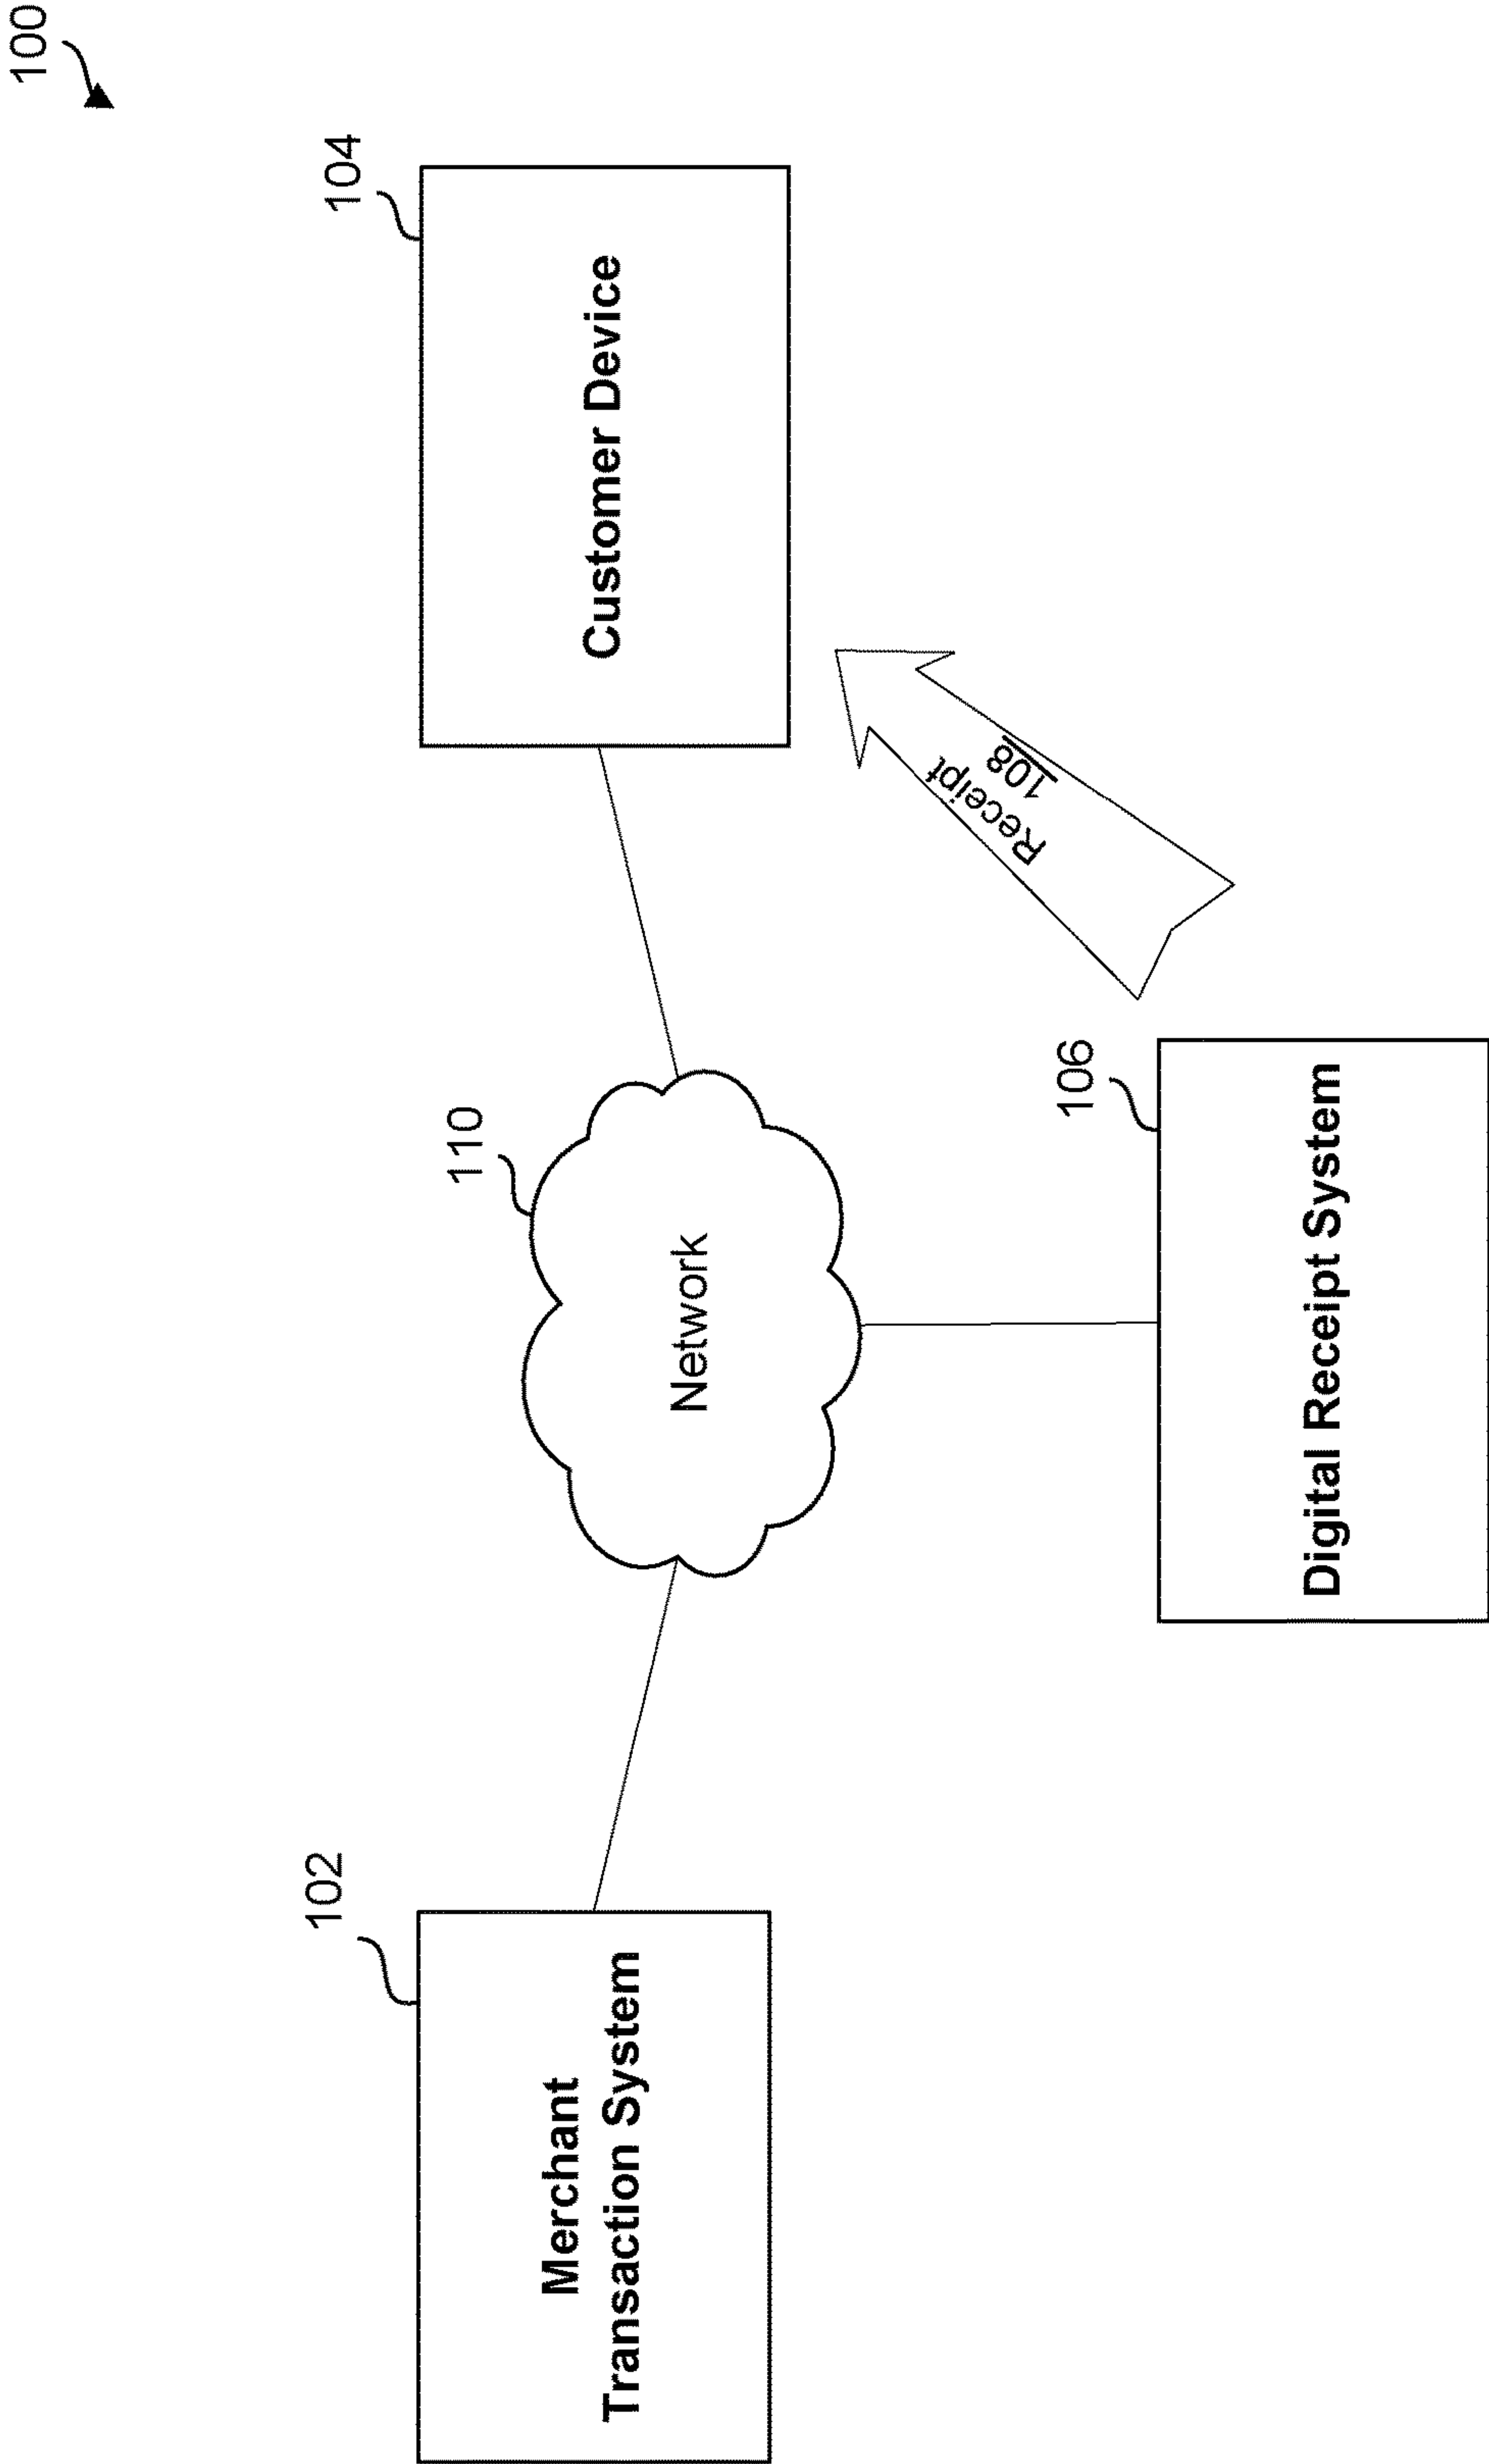 100
102
Merchant
Transaction System
110
Network
104
Customer Device
106
Digital Receipt System
Receipt
108